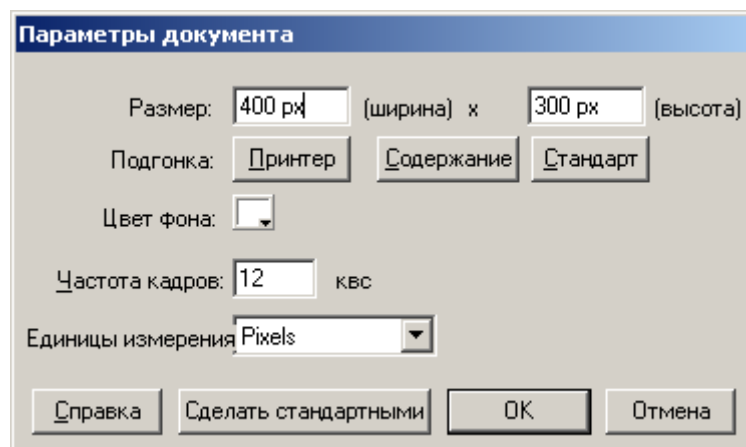 Параметры документа
Размер: 400 px (ширина) x 300 px (высота)
Подгонка: Принтер Содержание Стандарт
Цвет фона:
Частота кадров: 12 квс
Единицы измерения Pixels
Справка Сделать стандартными OK Отмена